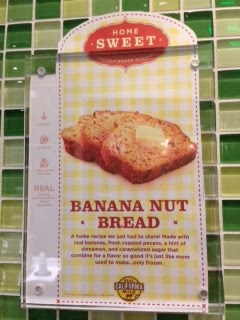 HOME
SWEET
BANANA NUT
BREAD
A home recipe we just had to share! Made with
real bananas, fresh roasted pecans, a hint of
cinnamon, and caramelized sugar that
combine for a flavor so good it's just like mom
used to make...only frozen.
REAL
CALIFORNIA
MILK